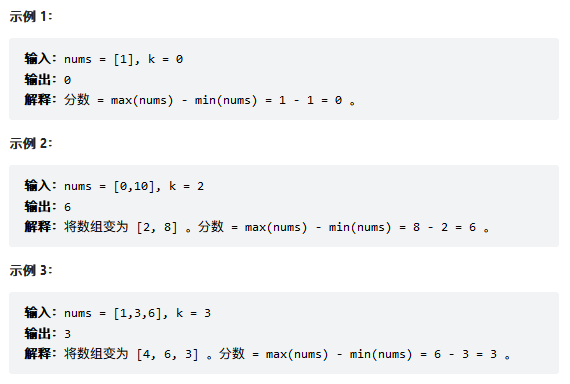 示例 1：
输入：nums = [1], k = 0
输出：0
解释：分数 = max(nums) - min(nums) = 1 - 1 = 0 。
示例 2：
输入：nums = [0,10], k = 2
输出：6
解释：将数组变为 [2, 8] 。分数 = max(nums) - min(nums) = 8 - 2 = 6 。
示例 3：
输入：nums = [1,3,6], k = 3
输出：3
解释：将数组变为 [4, 6, 3] 。分数 = max(nums) - min(nums) = 6 - 3 = 3 。